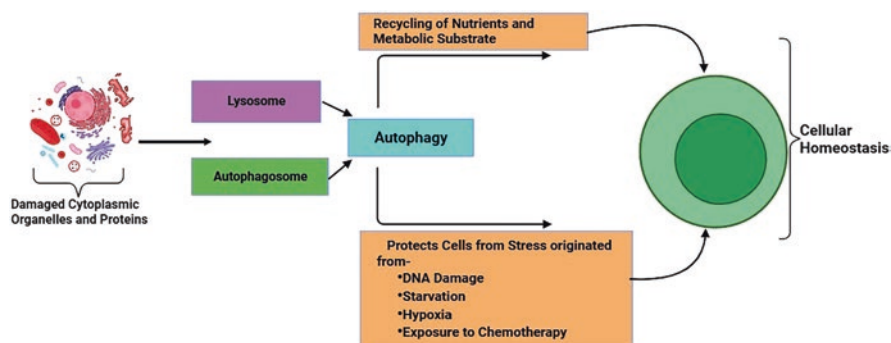 Recycling of Nutrients and
Metabolic Substrate
Lysosome
Autophagy
Autophagosome
Damaged Cytoplasmic
Organelles and Proteins
Cellular
Homeostasis
Protects Cells from Stress originated
from-
•DNA Damage
•Starvation
•Hypoxia
•Exposure to Chemotherapy